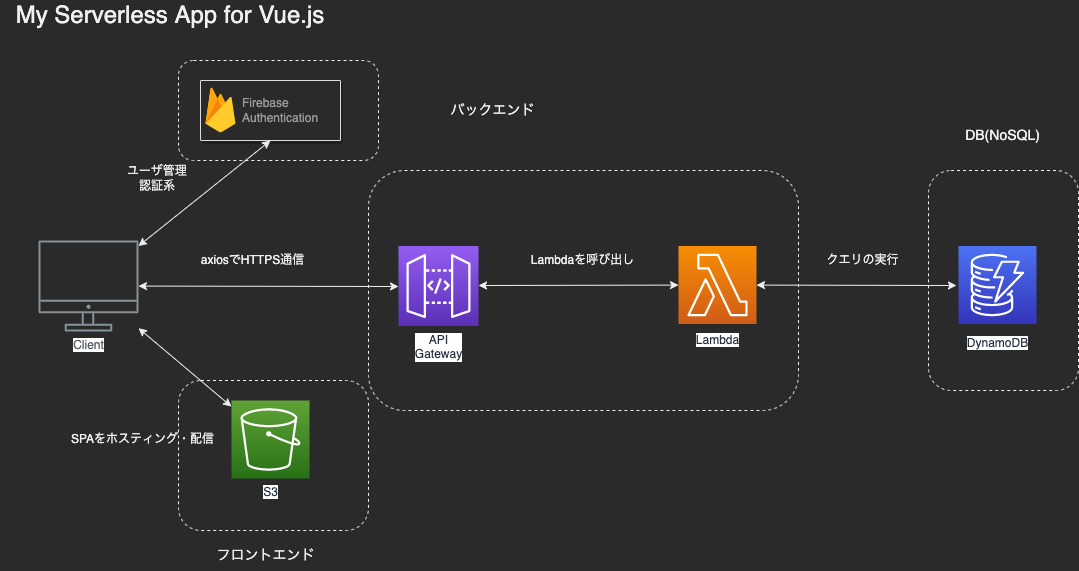 My Serverless App for Vue.js
Firebase
Authentication
バックエンド
DB(NoSQL)
ユーザ管理
認証系
axiosでHTTPS通信
Lambdaを呼び出し
クエリの実行
Client
API
Gateway
Lambda
DynamoDB
SPAをホスティング・配信
S3
フロントエンド